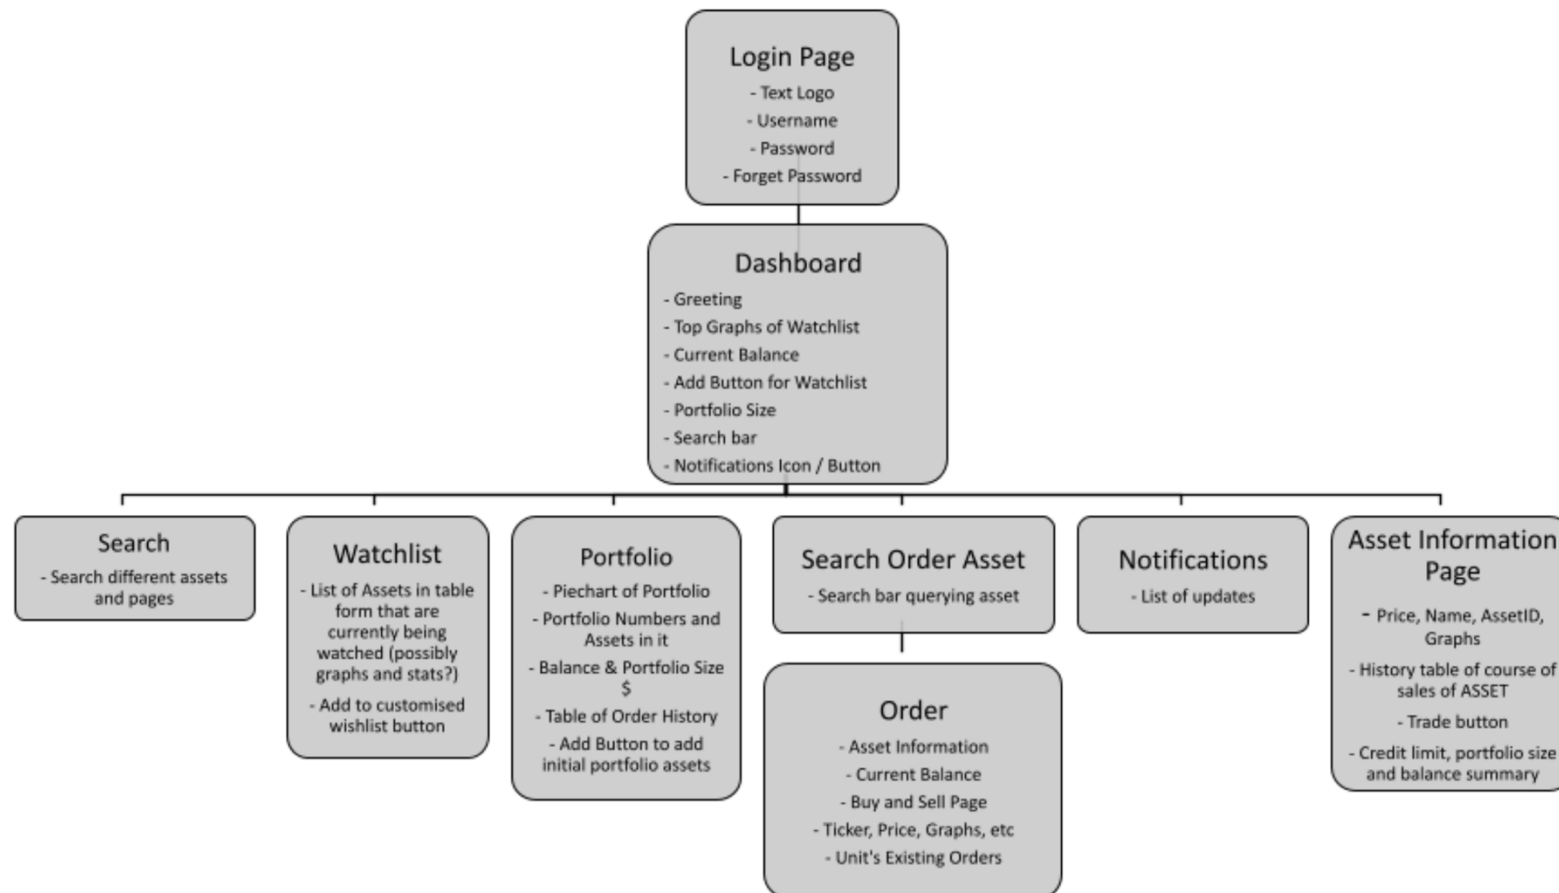 Login Page
- Text Logo
- Username
- Password
- Forget Password
Dashboard
- Greeting
- Top Graphs of Watchlist
- Current Balance
- Add Button for Watchlist
- Portfolio Size
- Search bar
- Notifications Icon / Button
Search
- Search different assets
and pages
Watchlist
- List of Assets in table
form that are
currently being
watched (possibly
graphs and stats?)
- Add to customised
wishlist button
Portfolio
- Piechart of Portfolio
- Portfolio Numbers and
Assets in it
- Balance & Portfolio Size
$
- Table of Order History
- Add Button to add
initial portfolio assets
Search Order Asset
- Search bar querying asset
Order
- Asset Information
- Current Balance
- Buy and Sell Page
- Ticker, Price, Graphs, etc
- Unit's Existing Orders
Notifications
- List of updates
Asset Information
Page
- Price, Name, AssetID,
Graphs
- History table of course of
sales of ASSET
- Trade button
- Credit limit, portfolio size
and balance summary